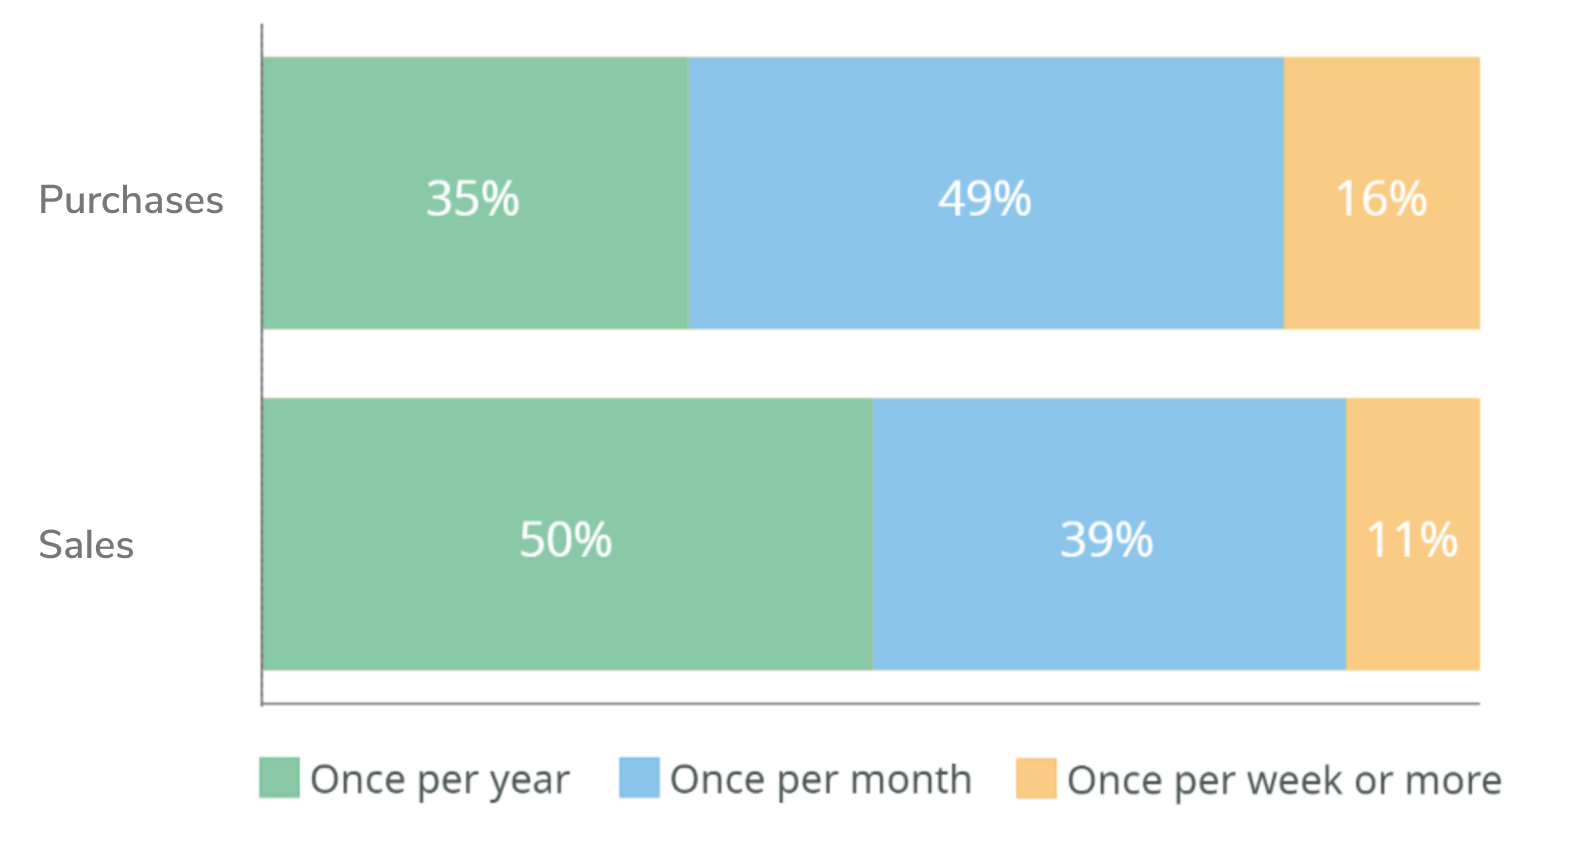 Purchases
35%
49%
16%
Sales
50%
39%
11%
Once per year
Once per month
Once per week or more